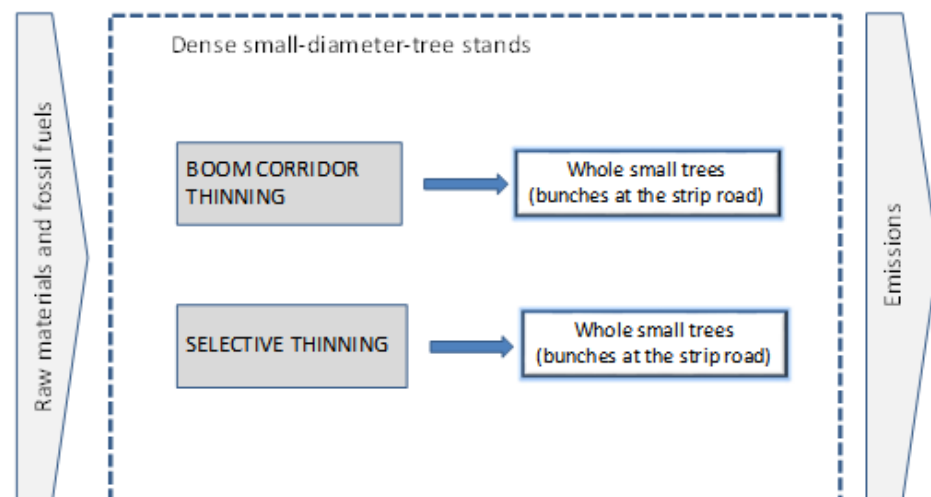 Raw materials and fossil fuels
Dense small-diameter-tree stands
BOOM CORRIDOR
THINNING
Whole small trees
(bunches at the strip road)
SELECTIVE THINNING
Whole small trees
(bunches at the strip road)
Emissions